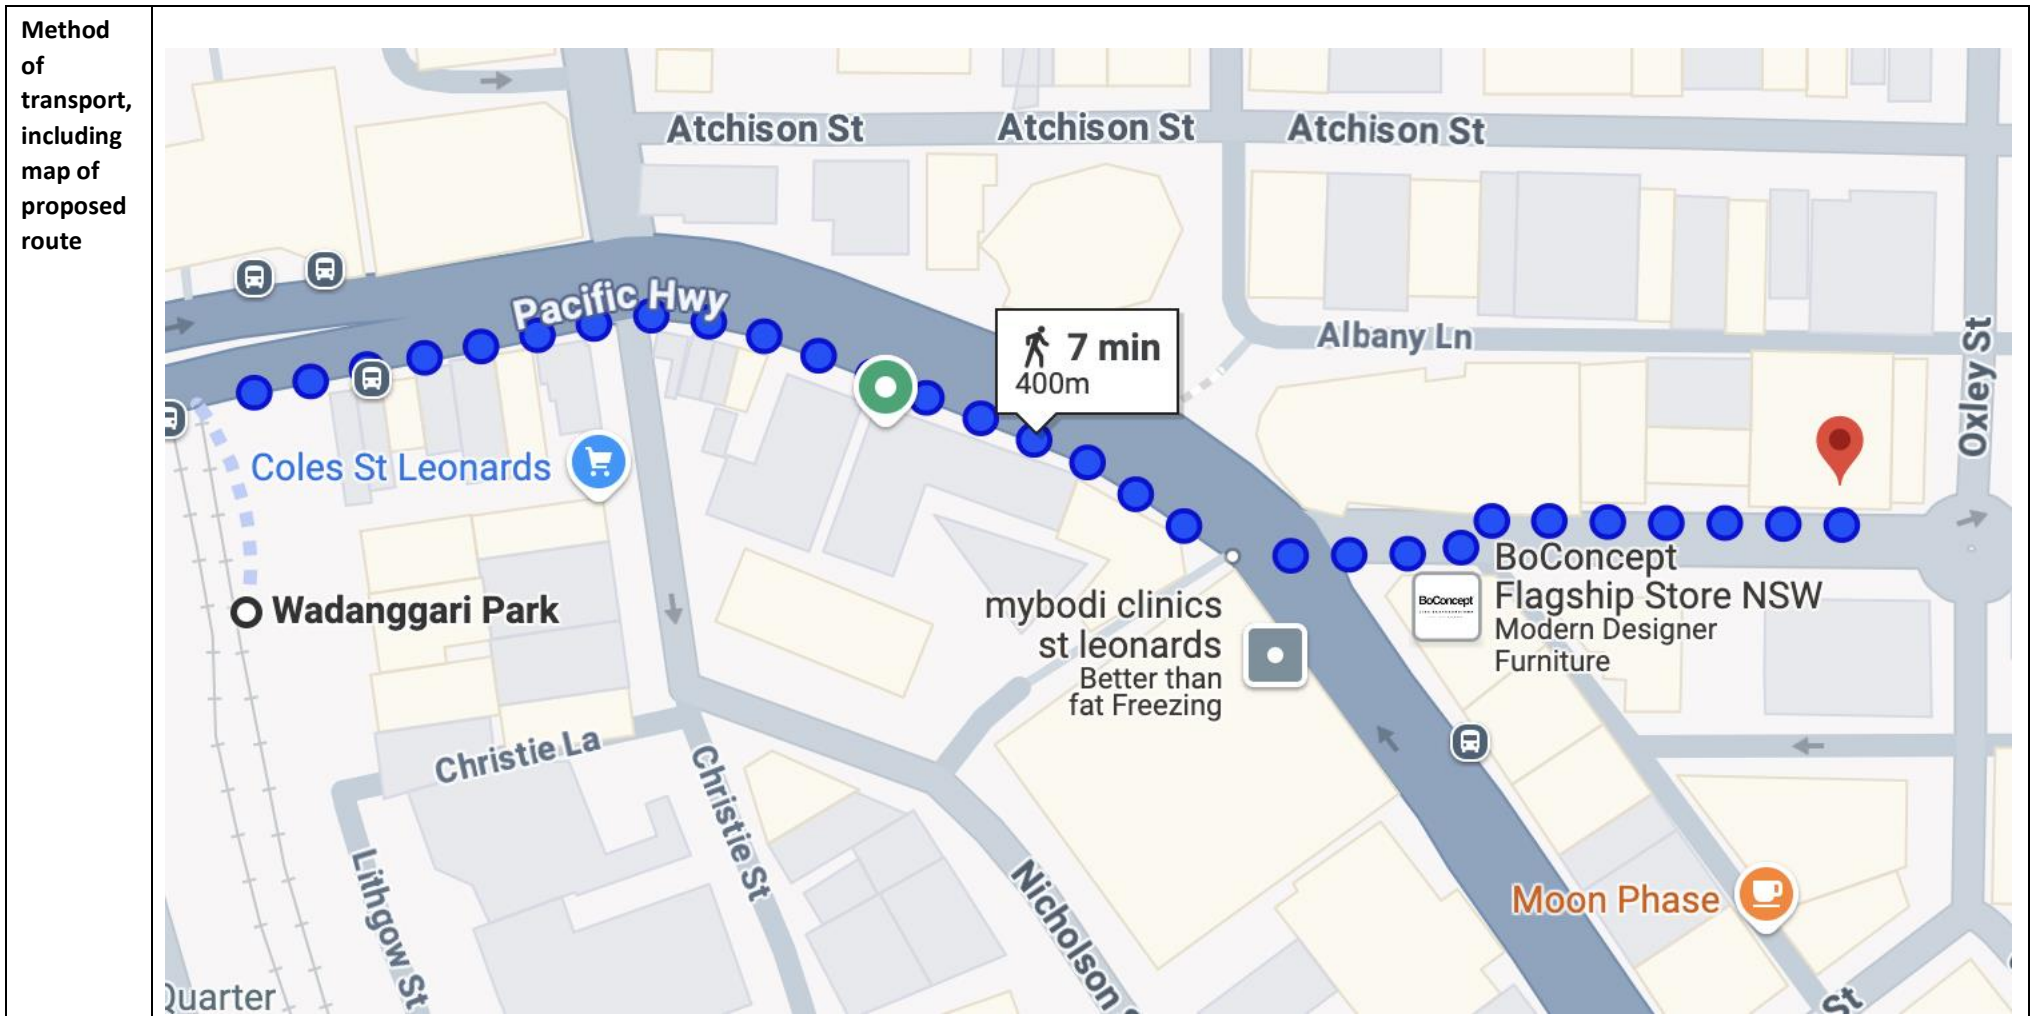 Method
of
transport,
including
map of
proposed
route
Atchison St
Atchison St
Atchison St
Pacific Hwy
7 min
400m
Albany Ln
Oxley St
Coles St Leonards
BoConcept
Flagship Store NSW
Modern Designer
Furniture
BoConcept
Wadanggari Park
mybodi clinics
st leonards
Better than
fat Freezing
Christie La
Christie St
Lithgow St
Nicholson
Moon Phase
Quarter
St